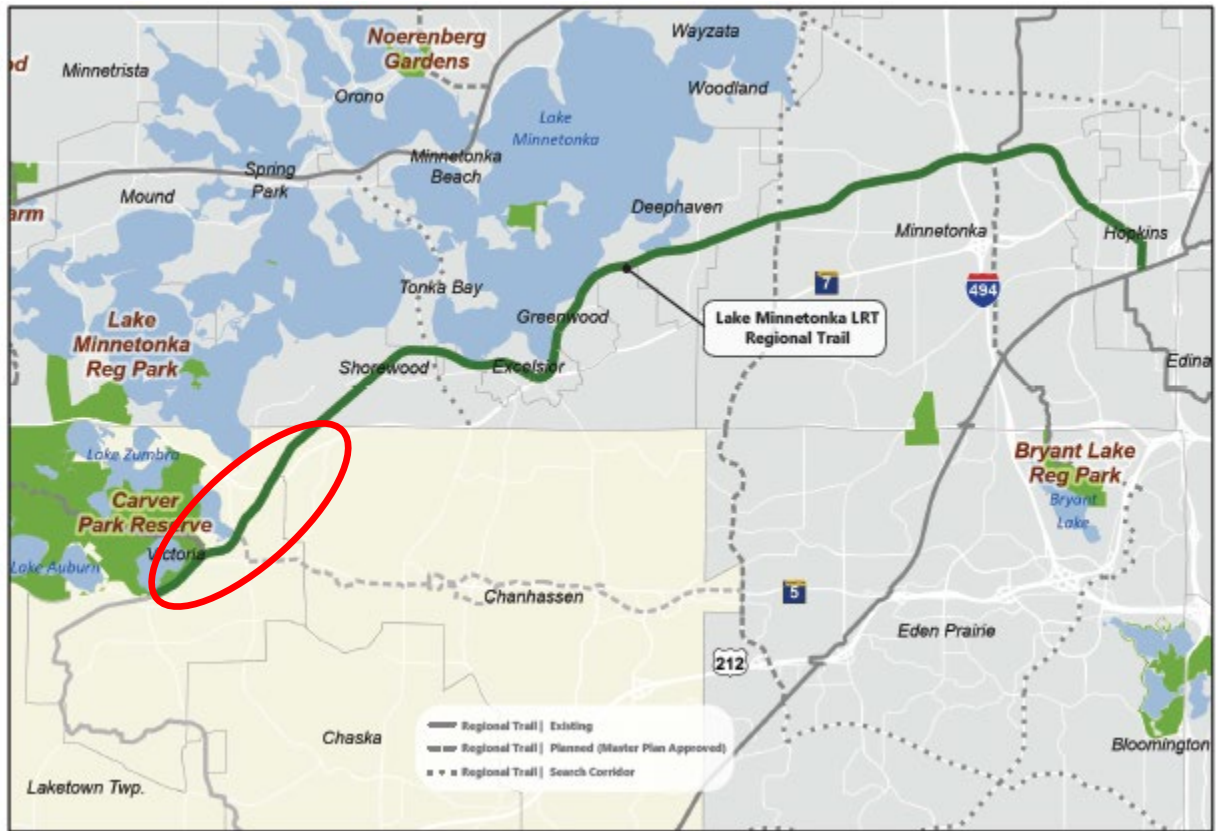 Noerenberg
Gardens
Wayzata
d
Minnetrista
Orono
Woodland
Lake
Minnetonka
Spring
Park
Minnetonka
Beach
Mound
arm
Deephaven
Minnetonka
Hopkins
7
494
Tonka Bay
Greenwood
Lake Minnetonka LRT
Regional Trail
Lake
Minnetonka
Reg Park
Shorewood
Excelsior
Edina
Lake Zumbra
Bryant Lake
Reg Park
Carver
Park Reserve
Bryant
Lake
Victoria
Lake Auburn
Chanhassen
5
Eden Prairie
212
Regional Trail | Existing
Regional Trail | Planned (Master Plan Approved)
Regional Trail | Search Corridor
Chaska
Bloomington
Laketown Twp.